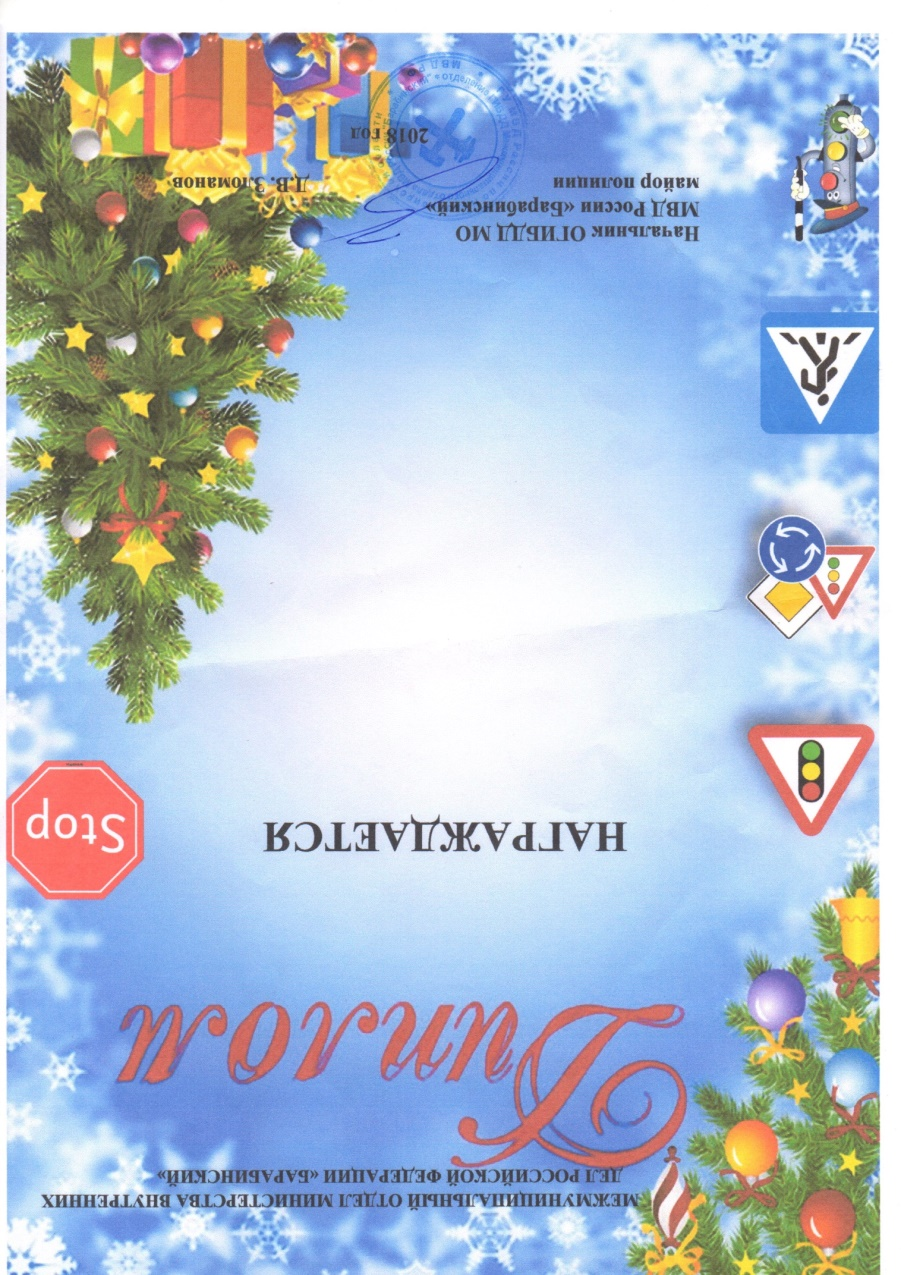 МЕЖМУНИЦИПАЛЬНЫЙ ОТДЕЛ МИНИСТЕРСТВА ВНУТРЕННИХ
ДЕЛ РОССИЙСКОЙ ФЕДЕРАЦИИ «БАРАБИНСКИЙ»
Диплом
НАГРАЖДАЕТСЯ
Stop
Начальник ОГИБДД МО
МВД России «Барабинский»
майор полиции
Д.В. Зломанов
2018 год